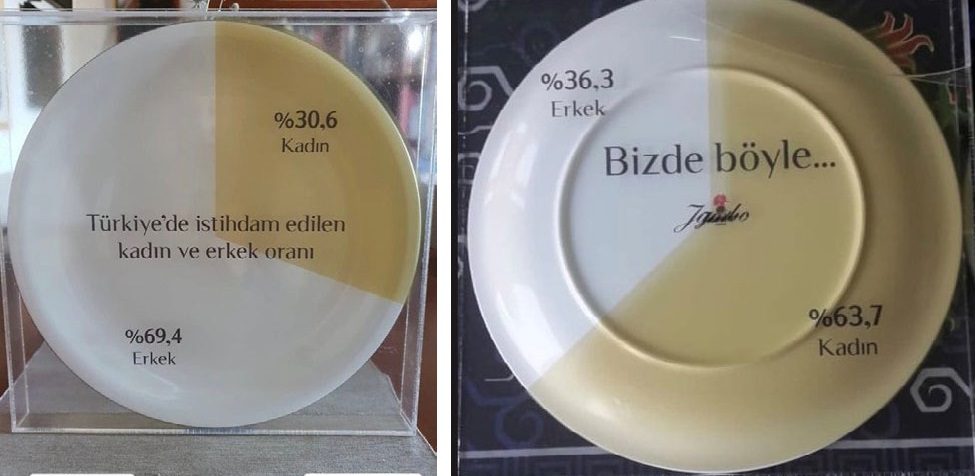 %30,6
Kadın
Türkiye'de istihdam edilen
kadın ve erkek oranı
%69,4
Erkek
%36,3
Erkek
Bizde böyle...
Jumbo
%63,7
Kadın